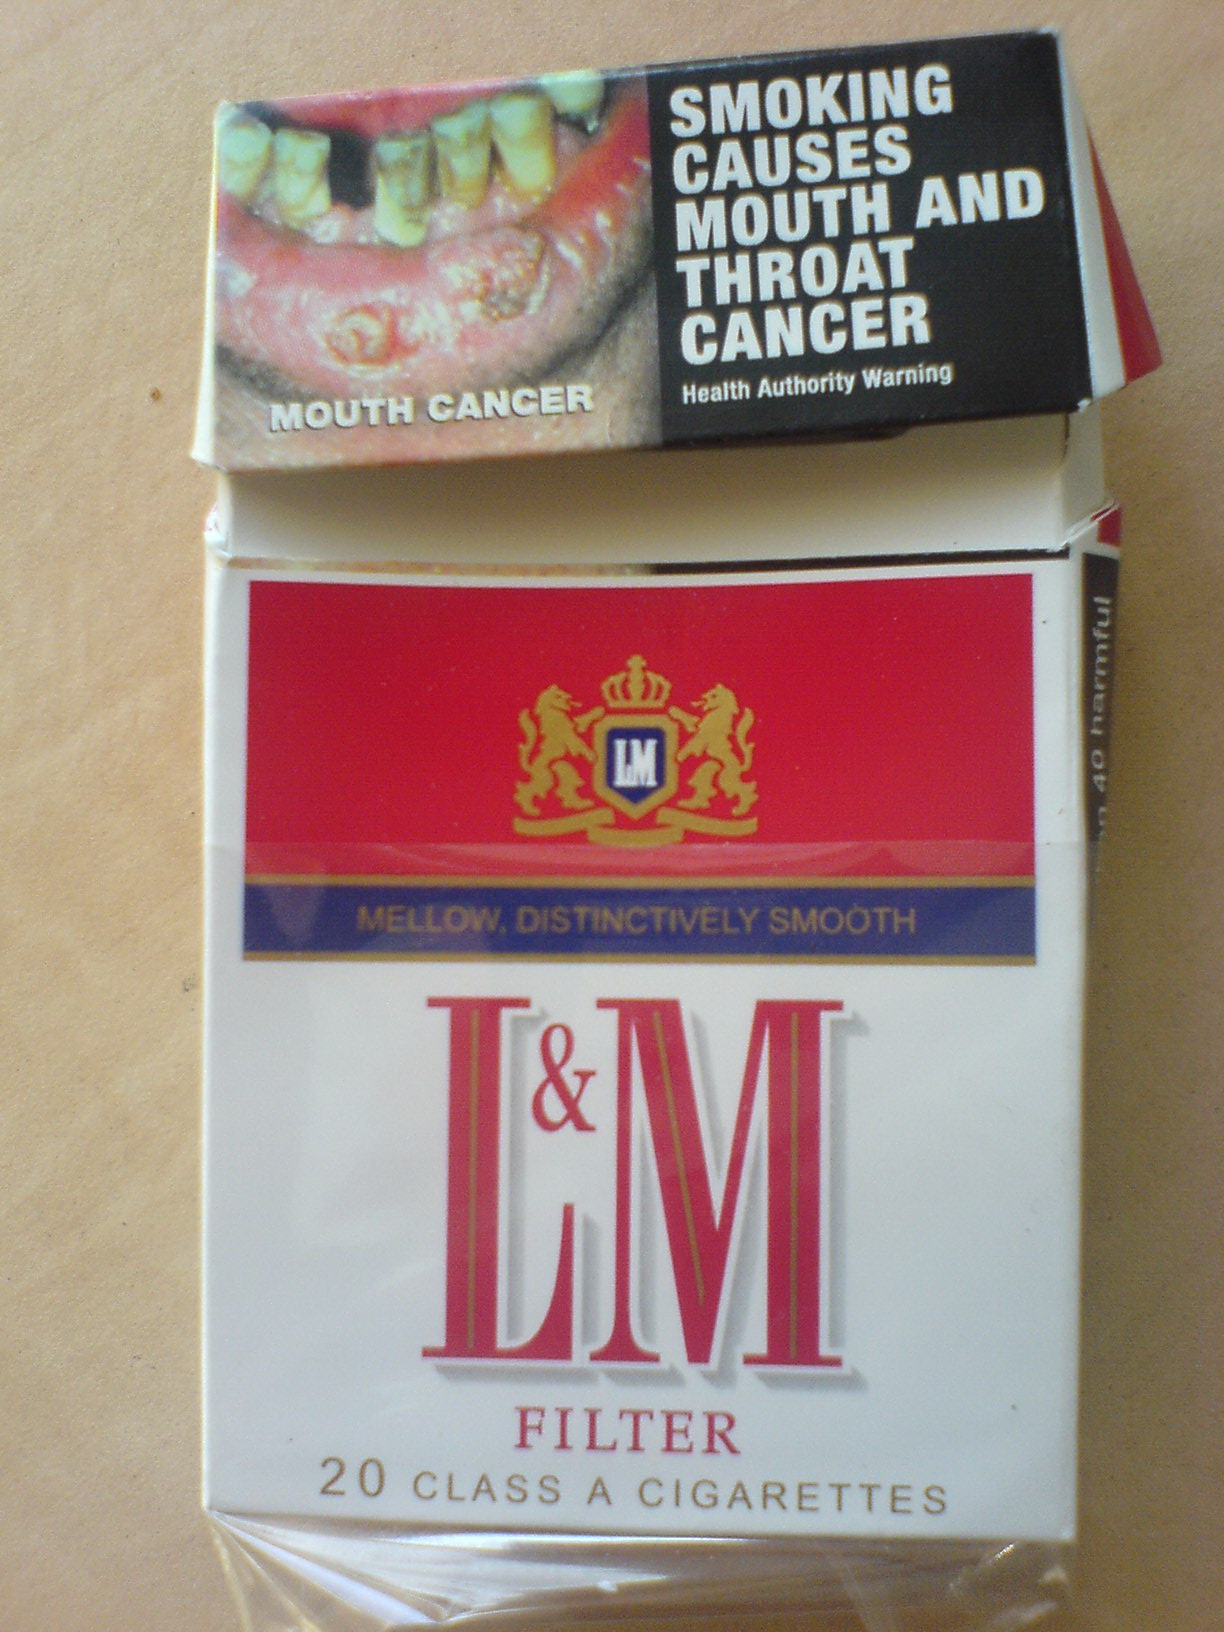 SMOKING
CAUSES
MOUTH AND
THROAT
CANCER
Health Authority Warning
MOUTH CANCER
LM
MELLOW, DISTINCTIVELY SMOOTH
L&M
FILTER
20 CLASS A CIGARETTES
40 harmful